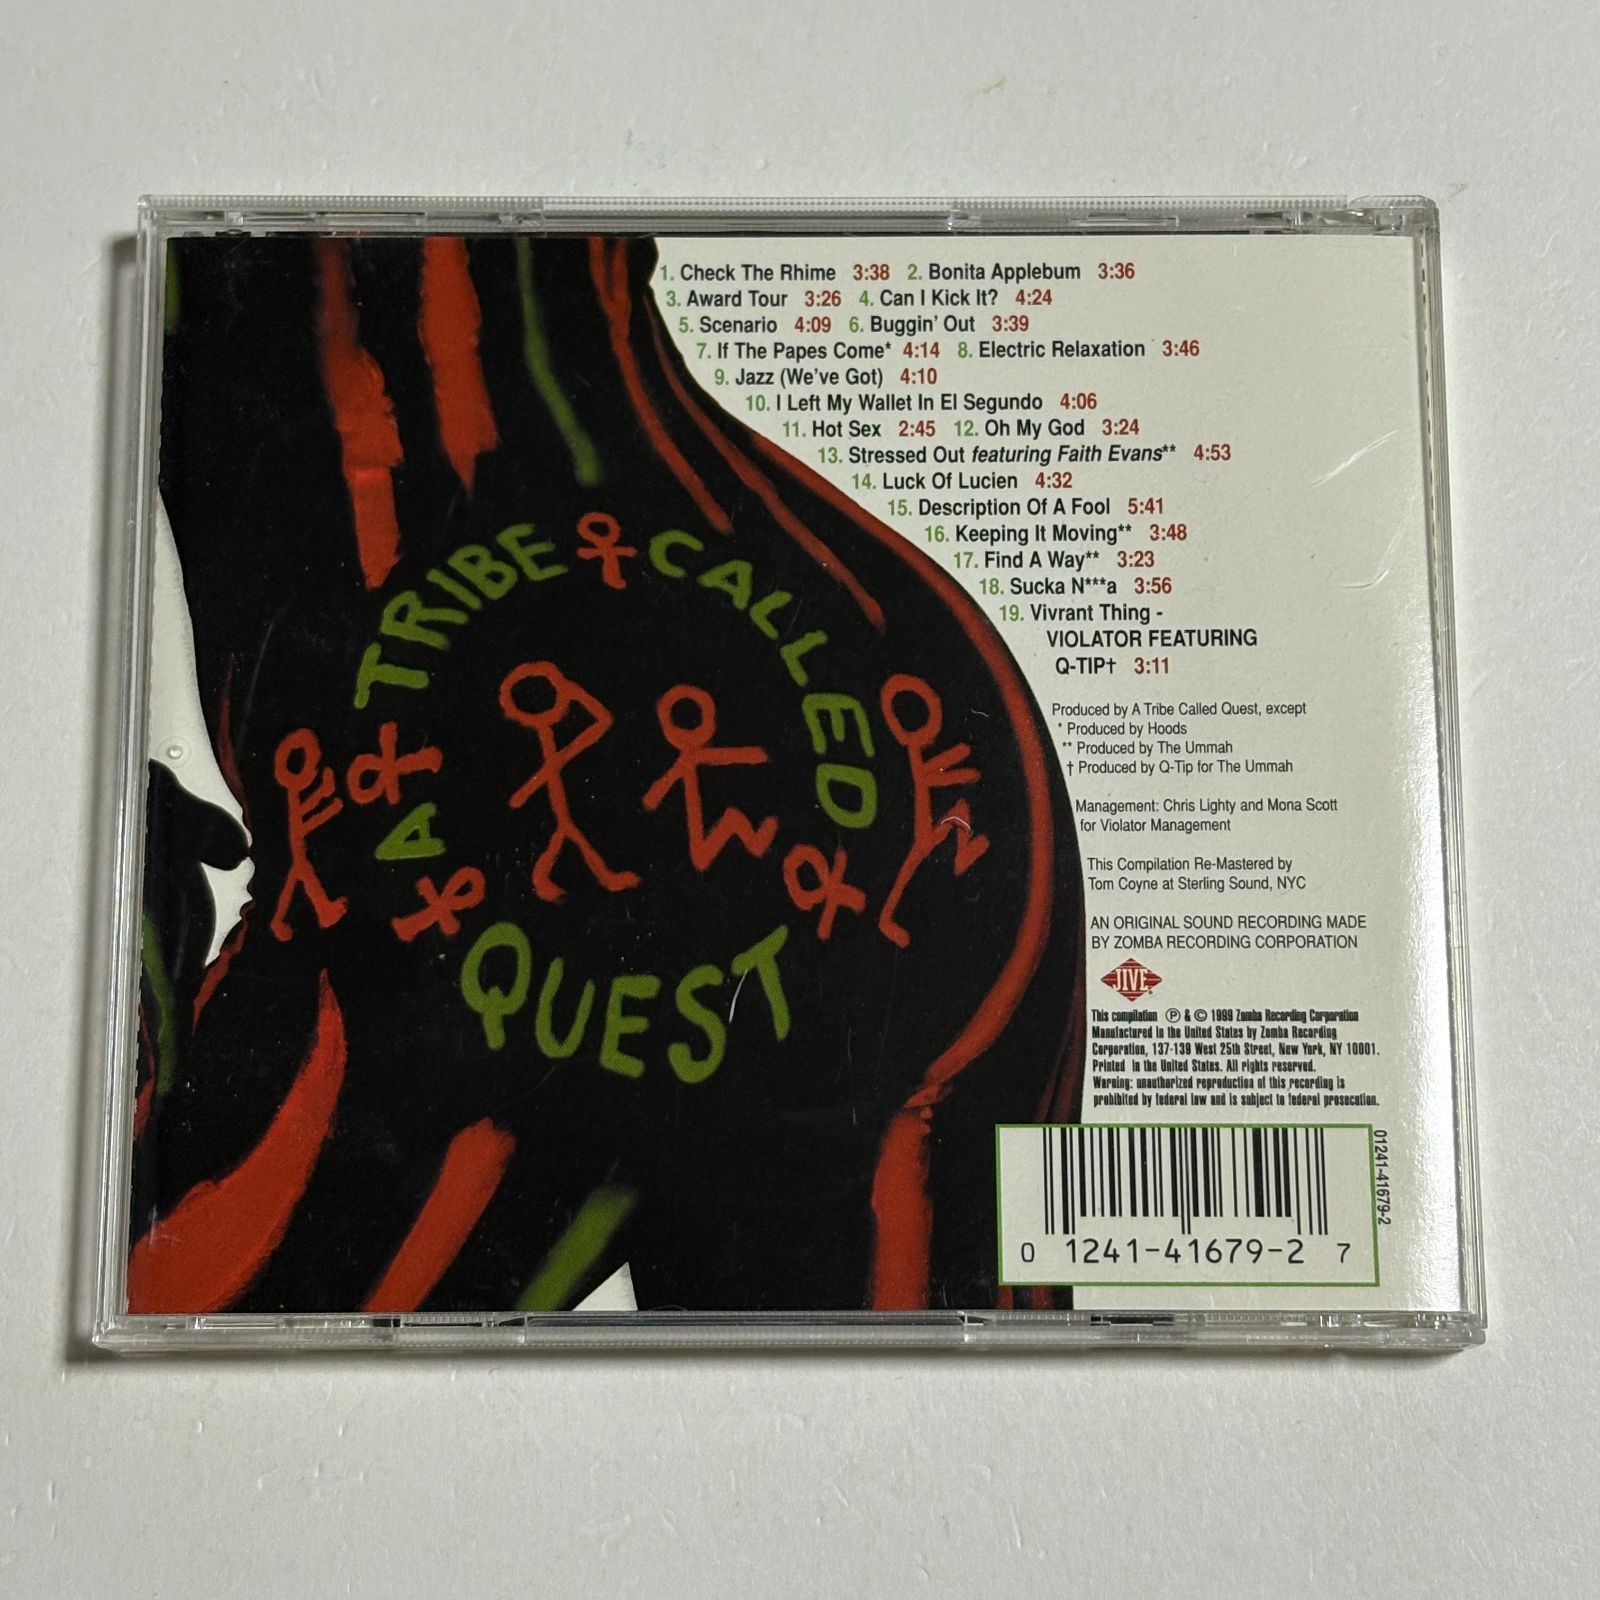 1. Check The Rhime 3:38 2. Bonita Applebum 3:36
3. Award Tour 3:26 4. Can I Kick It? 4:24
5. Scenario 4:09 6. Buggin' Out 3:39
7. If The Papes Come* 4:14 8. Electric Relaxation 3:46
9. Jazz (We've Got) 4:10
10. I Left My Wallet In El Segundo 4:06
11. Hot Sex 2:45 12. Oh My God 3:24
13. Stressed Out featuring Faith Evans** 4:53
14. Luck Of Lucien 4:32
15. Description Of A Fool 5:41
16. Keeping It Moving** 3:48
17. Find A Way** 3:23
18. Sucka N***a 3:56
19. Vivrant Thing -
VIOLATOR FEATURING
Q-TIP† 3:11
A TRIBE CALLED
QUEST
Produced by A Tribe Called Quest, except
* Produced by Hoods
** Produced by The Ummah
† Produced by Q-Tip for The Ummah
Management: Chris Lighty and Mona Scott
for Violator Management
This Compilation Re-Mastered by
Tom Coyne at Sterling Sound, NYC
AN ORIGINAL SOUND RECORDING MADE
BY ZOMBA RECORDING CORPORATION
JIVE
This compilation ℗ & © 1999 Zomba Recording Corporation
Manufactured in the United States by Zomba Recording
Corporation, 137-139 West 25th Street, New York, NY 10001.
Printed in the United States. All rights reserved.
Warning: unauthorized reproduction of this recording is
prohibited by federal law and is subject to federal prosecution.
01241-41679-2
0 1241-41679-2 7